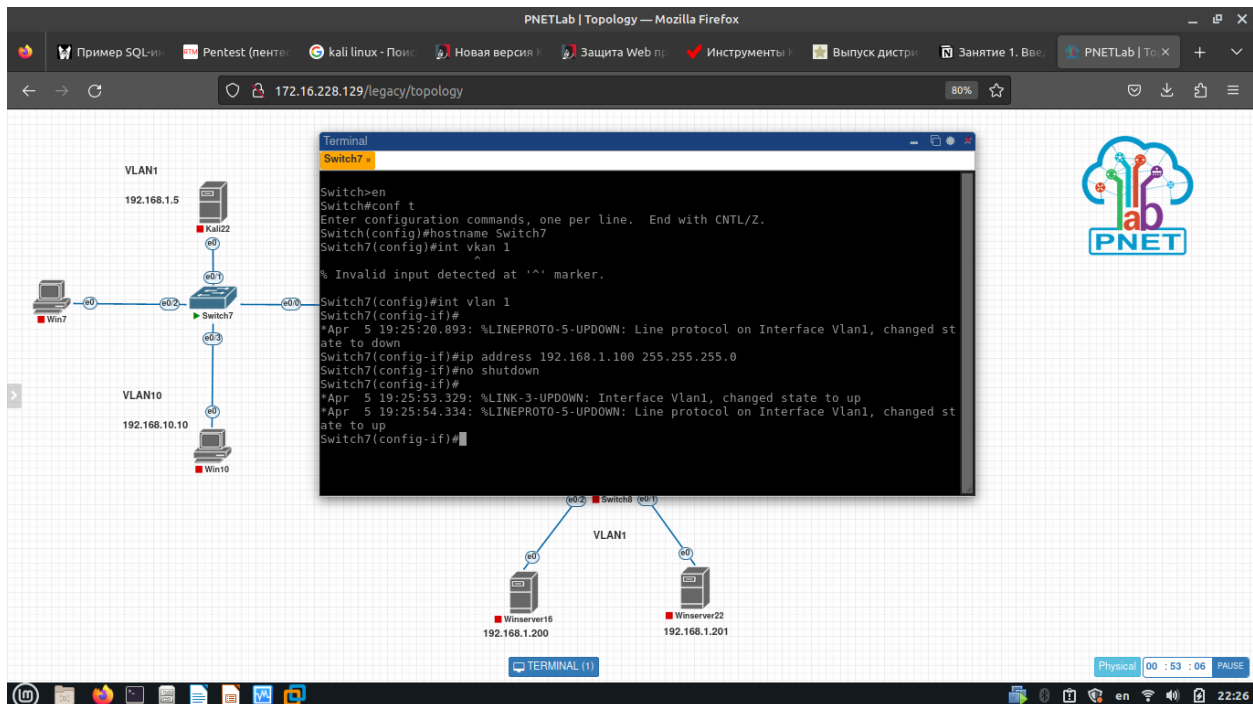 PNETLab | Topology — Mozilla Firefox
Пример SQL-ин
RTM Pentest (пентес
kali linux - Поис
Новая версия К
Защита Web пр
Инструменты К
Выпуск дистри
Занятие 1. Вве
PNETLab | To
172.16.228.129/legacy/topology
80%
Terminal
Switch7 ×
Switch>en
Switch#conf t
Enter configuration commands, one per line.  End with CNTL/Z.
Switch(config)#hostname Switch7
Switch7(config)#int vkan 1
^
% Invalid input detected at '^' marker.
Switch7(config)#int vlan 1
Switch7(config-if)#
*Apr  5 19:25:20.893: %LINEPROTO-5-UPDOWN: Line protocol on Interface Vlan1, changed st
ate to down
Switch7(config-if)#ip address 192.168.1.100 255.255.255.0
Switch7(config-if)#no shutdown
Switch7(config-if)#
*Apr  5 19:25:53.329: %LINK-3-UPDOWN: Interface Vlan1, changed state to up
*Apr  5 19:25:54.334: %LINEPROTO-5-UPDOWN: Line protocol on Interface Vlan1, changed st
ate to up
Switch7(config-if)#
VLAN1
192.168.1.5
Kali22
e0
e0/1
Win7
e0
e0/2
Switch7
e0/0
e0/3
VLAN10
192.168.10.10
e0
Win10
lab
PNET
e0/2
Switch8
e0/1
VLAN1
e0
e0
Winserver16
192.168.1.200
Winserver22
192.168.1.201
TERMINAL (1)
Physical
00 : 53 : 06
PAUSE
en
22:26